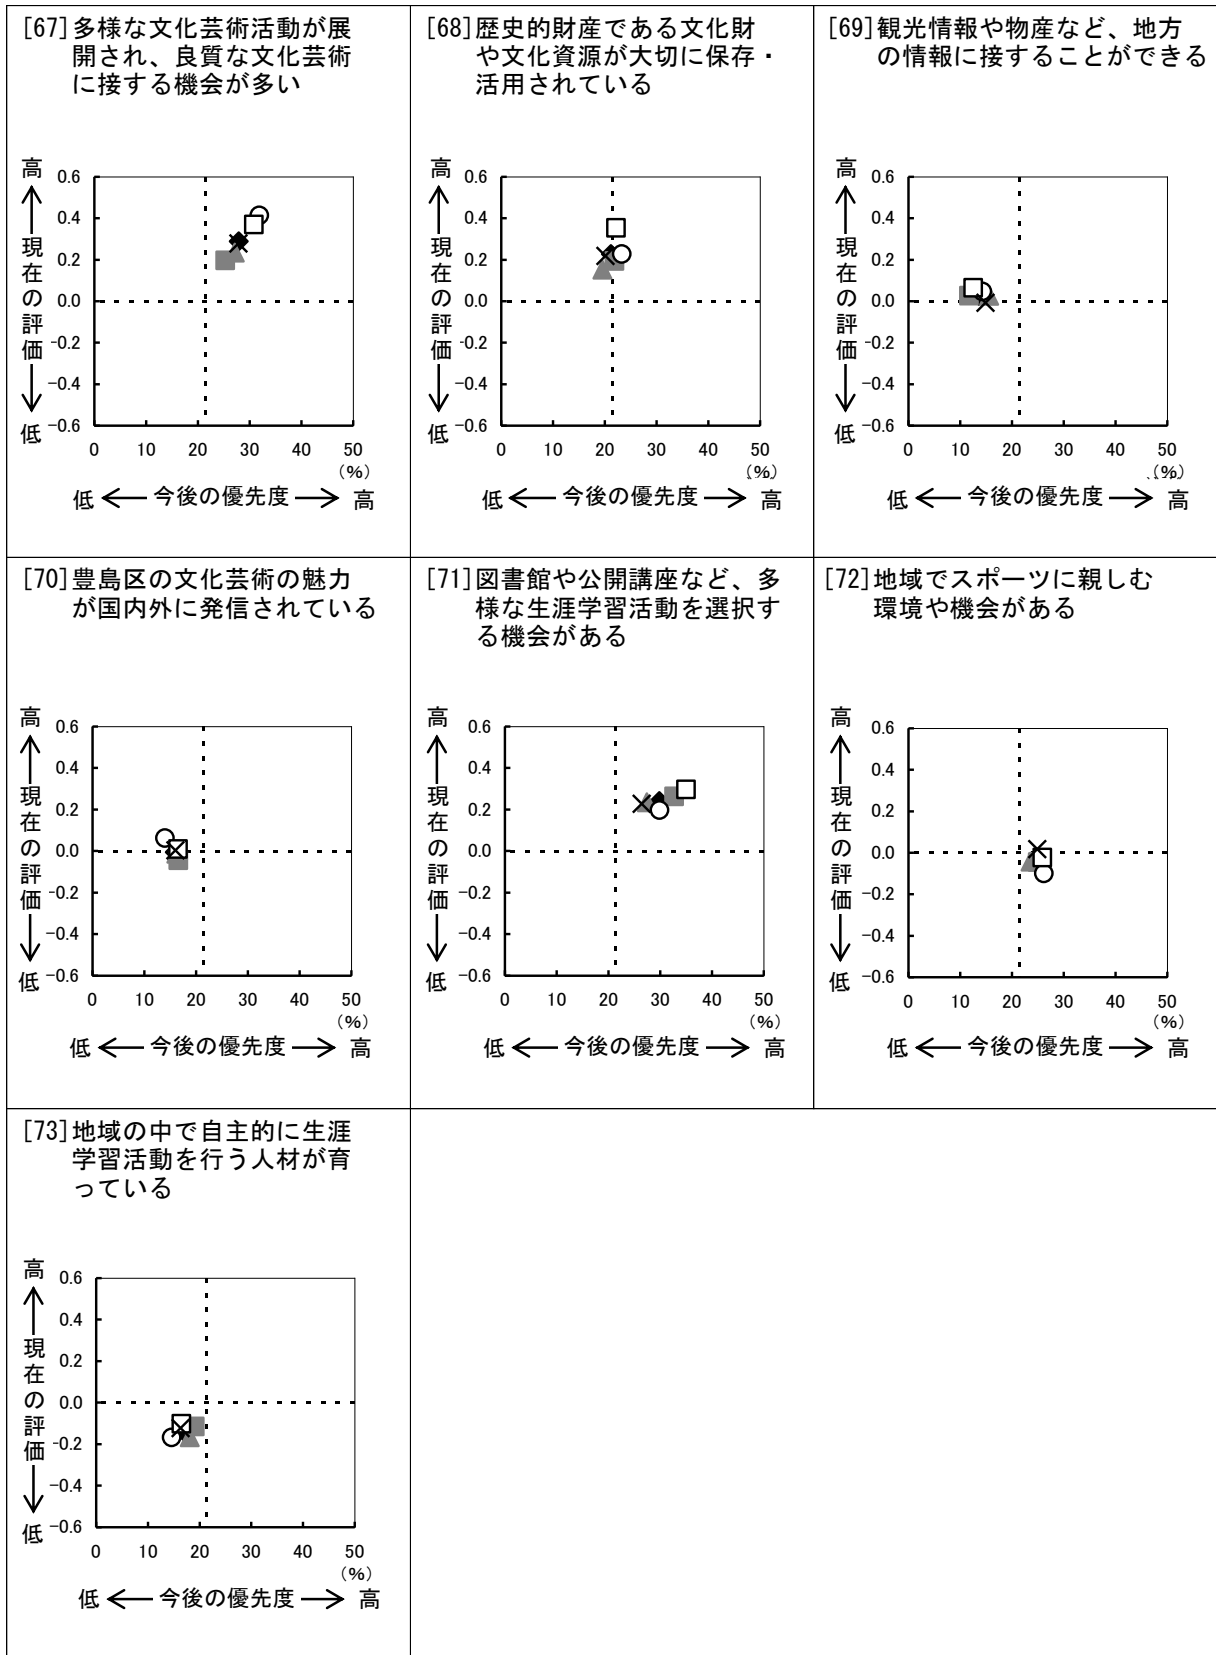 [67]多様な文化芸術活動が展
開され、良質な文化芸術
に接する機会が多い
高
現在の評価
低
0.6
0.4
0.2
0.0
-0.2
-0.4
-0.6
0 10 20 30 40 50
(%)
低 今後の優先度 高
[68]歴史的財産である文化財
や文化資源が大切に保存・
活用されている
高
現在の評価
低
0.6
0.4
0.2
0.0
-0.2
-0.4
-0.6
0 10 20 30 40 50
(%)
低 今後の優先度 高
[69]観光情報や物産など、地方
の情報に接することができる
高
現在の評価
低
0.6
0.4
0.2
0.0
-0.2
-0.4
-0.6
0 10 20 30 40 50
(%)
低 今後の優先度 高
[70]豊島区の文化芸術の魅力
が国内外に発信されている
高
現在の評価
低
0.6
0.4
0.2
0.0
-0.2
-0.4
-0.6
0 10 20 30 40 50
(%)
低 今後の優先度 高
[71]図書館や公開講座など、多
様な生涯学習活動を選択す
る機会がある
高
現在の評価
低
0.6
0.4
0.2
0.0
-0.2
-0.4
-0.6
0 10 20 30 40 50
(%)
低 今後の優先度 高
[72]地域でスポーツに親しむ
環境や機会がある
高
現在の評価
低
0.6
0.4
0.2
0.0
-0.2
-0.4
-0.6
0 10 20 30 40 50
(%)
低 今後の優先度 高
[73]地域の中で自主的に生涯
学習活動を行う人材が育
っている
高
現在の評価
低
0.6
0.4
0.2
0.0
-0.2
-0.4
-0.6
0 10 20 30 40 50
(%)
低 今後の優先度 高